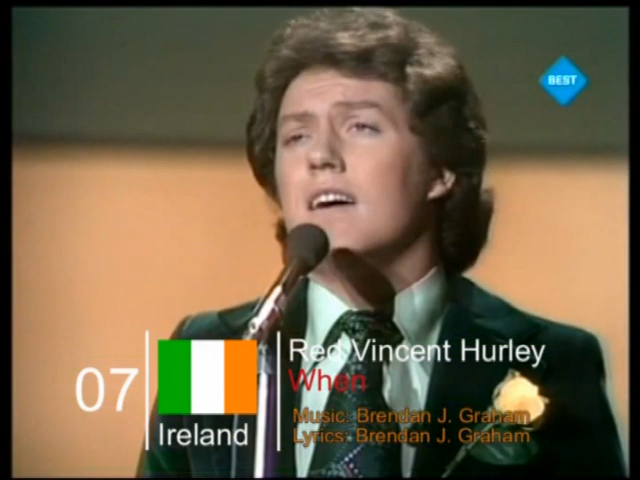 BEST
07
Ireland
Red Vincent Hurley
When
Music: Brendan J. Graham
Lyrics: Brendan J. Graham